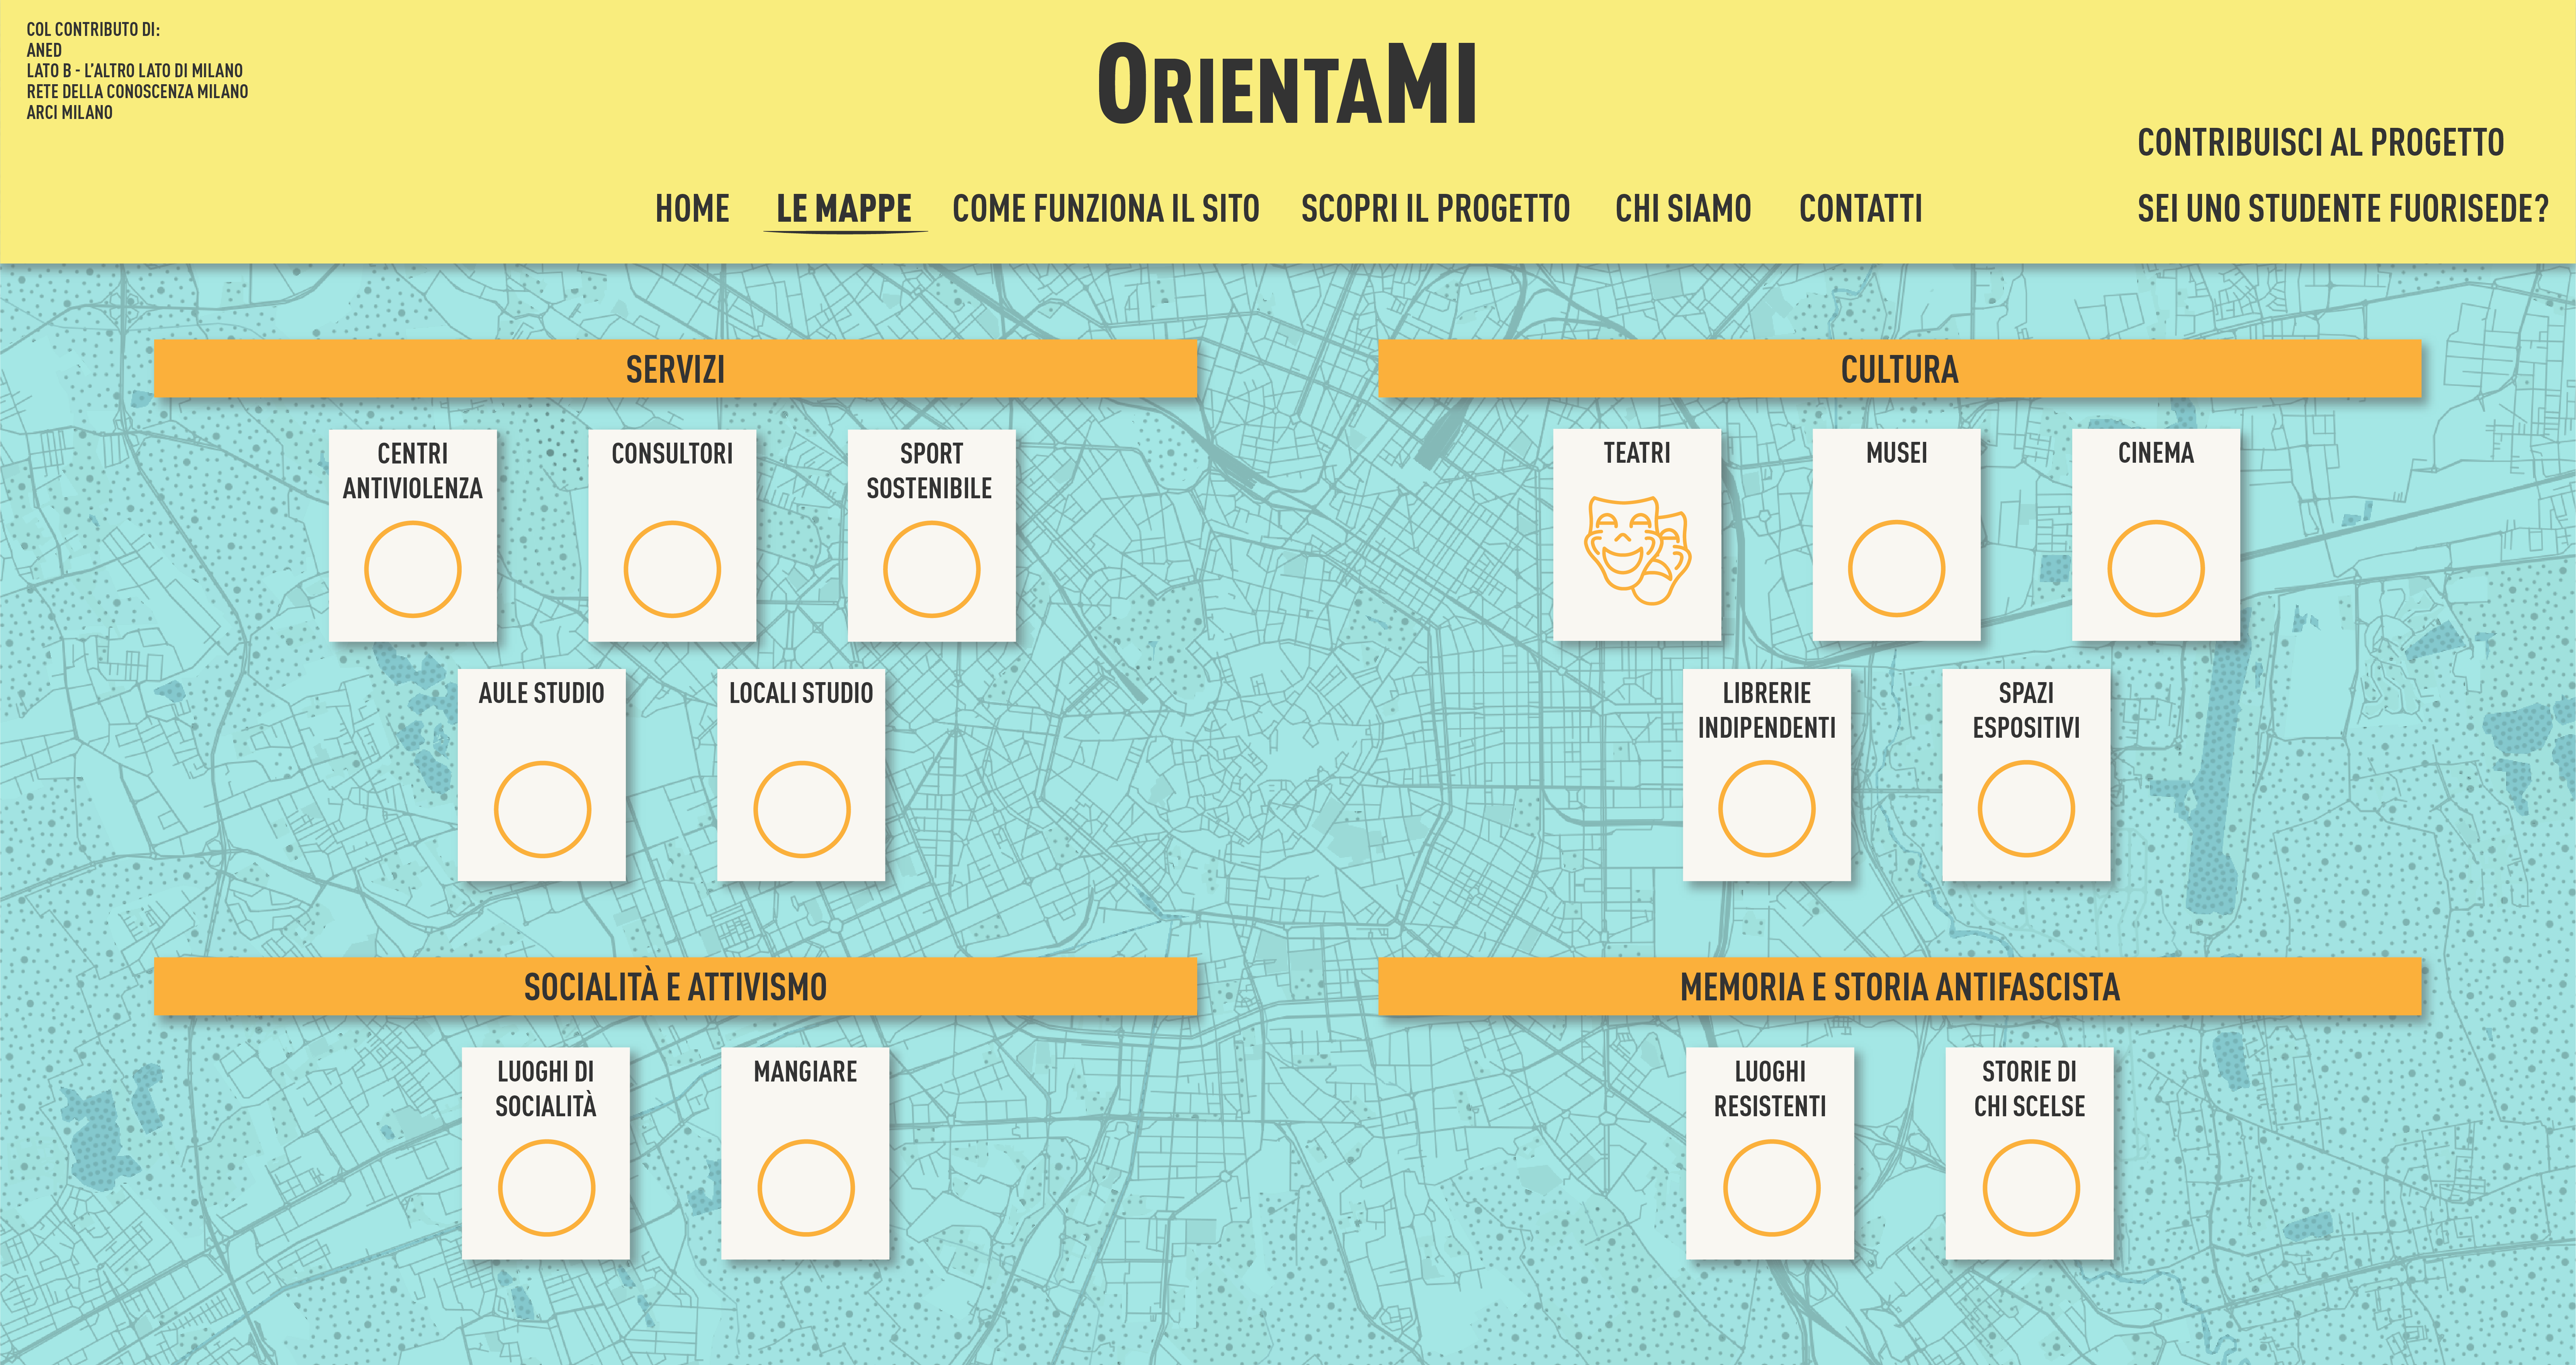 COL CONTRIBUTO DI:
ANED
LATO B - L'ALTRO LATO DI MILANO
RETE DELLA CONOSCENZA MILANO
ARCI MILANO
ORIENTAMI
CONTRIBUISCI AL PROGETTO
HOME LE MAPPE COME FUNZIONA IL SITO SCOPRI IL PROGETTO CHI SIAMO CONTATTI SEI UNO STUDENTE FUORISEDE?
SERVIZI
CENTRI
ANTIVIOLENZA
CONSULTORI
SPORT
SOSTENIBILE
AULE STUDIO
LOCALI STUDIO
CULTURA
TEATRI
MUSEI
CINEMA
LIBRERIE
INDIPENDENTI
SPAZI
ESPOSITIVI
SOCIALITÀ E ATTIVISMO
LUOGHI DI
SOCIALITÀ
MANGIARE
MEMORIA E STORIA ANTIFASCISTA
LUOGHI
RESISTENTI
STORIE DI
CHI SCELSE